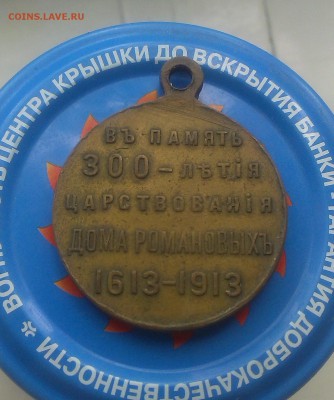 COINS.LAVE.RU
ЦЕНТРА КРЫШКИ ДО ВСКРЫТИЯ БАНКИ
ДОБРОКАЧЕСТВЕННОСТИ
ВЪ ПАМЯТЬ
300-ЛѢТІЯ
ЦАРСТВОВАНІЯ
ДОМА РОМАНОВЫХЪ
1613-1913